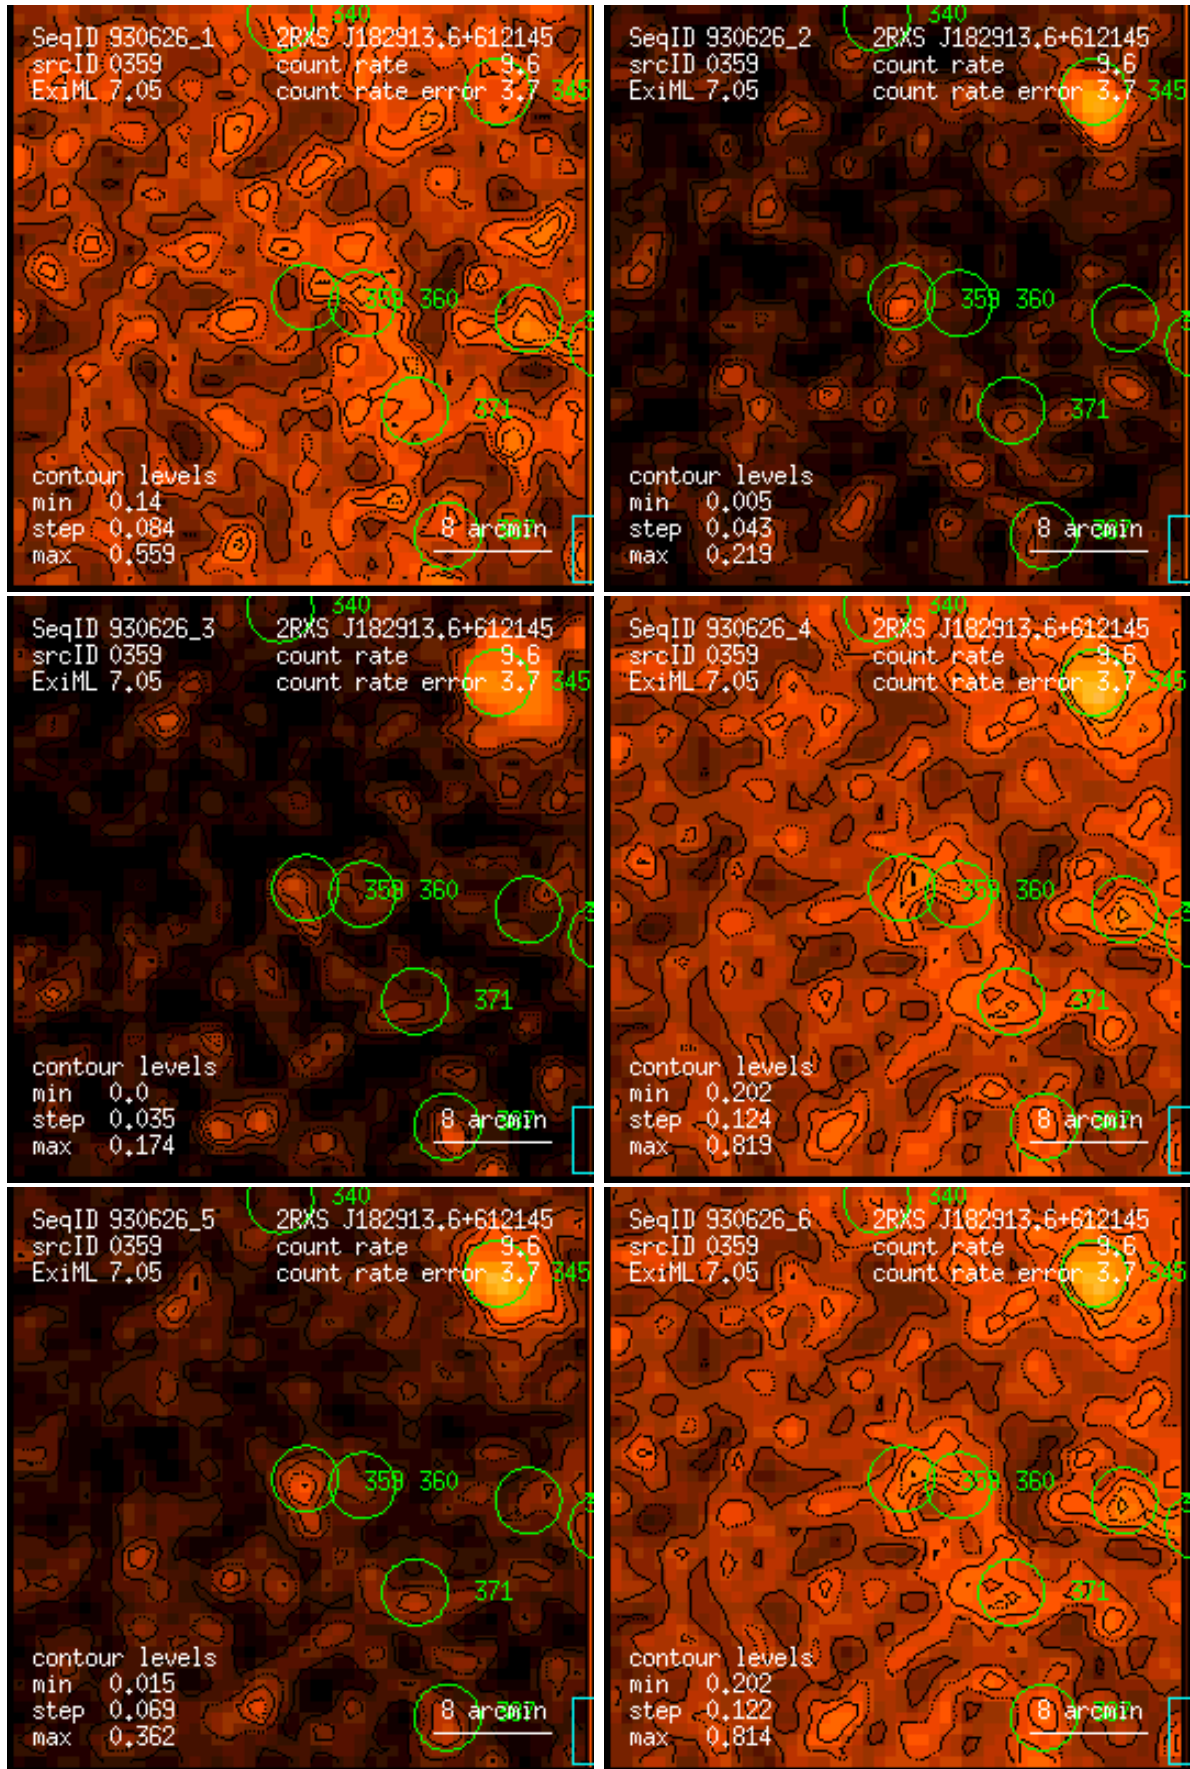 340
SeqID 930626_1 2RXS J182913.6+612145
srcID 0359 count rate 9.6
ExiML 7.05 count rate error 3.7 345
359 360
371
contour levels
min 0.14
step 0.084
max 0.559
8 arcmin
340
SeqID 930626_2 2RXS J182913.6+612145
srcID 0359 count rate 9.6
ExiML 7.05 count rate error 3.7 345
359 360
371
contour levels
min 0.005
step 0.043
max 0.219
8 arcmin
340
SeqID 930626_3 2RXS J182913.6+612145
srcID 0359 count rate 9.6
ExiML 7.05 count rate error 3.7 345
359 360
371
contour levels
min 0.0
step 0.035
max 0.174
8 arcmin
340
SeqID 930626_4 2RXS J182913.6+612145
srcID 0359 count rate 9.6
ExiML 7.05 count rate error 3.7 345
359 360
371
contour levels
min 0.202
step 0.124
max 0.819
8 arcmin
340
SeqID 930626_5 2RXS J182913.6+612145
srcID 0359 count rate 9.6
ExiML 7.05 count rate error 3.7 345
359 360
371
contour levels
min 0.015
step 0.069
max 0.362
8 arcmin
340
SeqID 930626_6 2RXS J182913.6+612145
srcID 0359 count rate 9.6
ExiML 7.05 count rate error 3.7 345
359 360
371
contour levels
min 0.202
step 0.122
max 0.814
8 arcmin